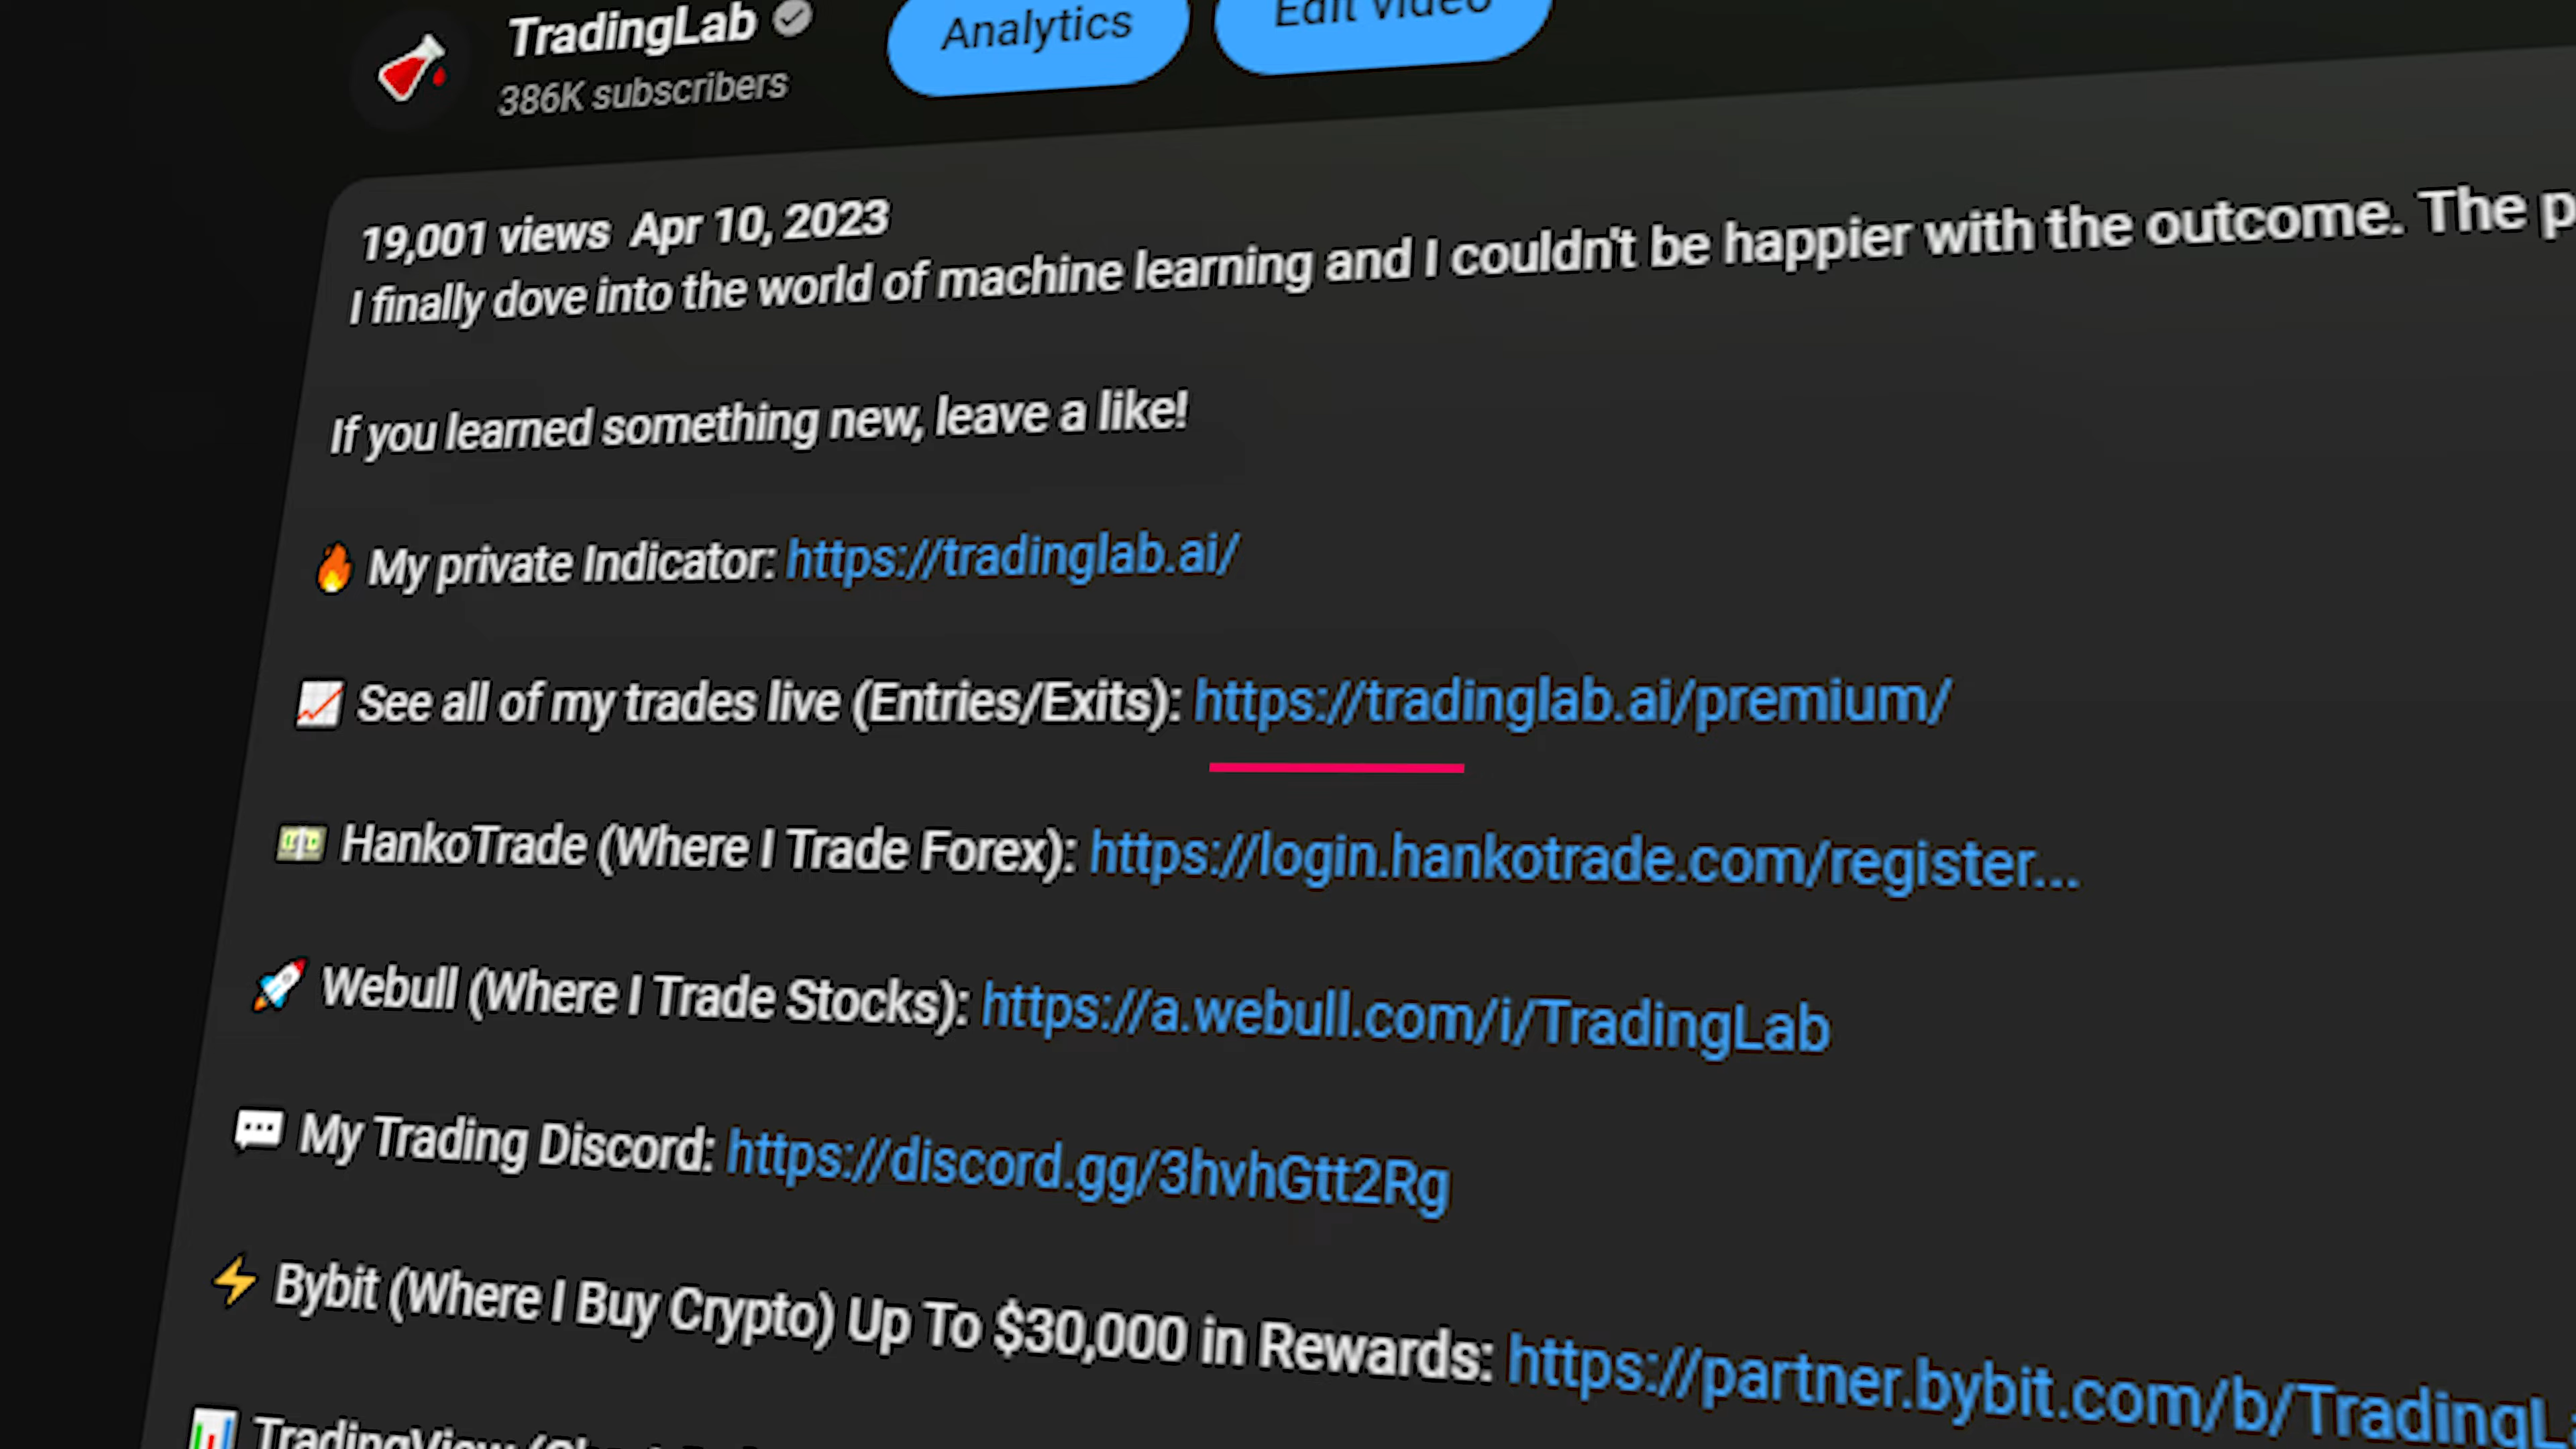 TradingLab
386K subscribers
Analytics
Edit video
19,001 views Apr 10, 2023
I finally dove into the world of machine learning and I couldn't be happier with the outcome. The
If you learned something new, leave a like!
My private Indicator: https://tradinglab.ai/
See all of my trades live (Entries/Exits): https://tradinglab.ai/premium/
HankoTrade (Where I Trade Forex): https://login.hankotrade.com/register...
Webull (Where I Trade Stocks): https://a.webull.com/i/TradingLab
My Trading Discord: https://discord.gg/3hvhGtt2Rg
Bybit (Where I Buy Crypto) Up To $30,000 in Rewards: https://partner.bybit.com/b/TradingL
TradingView